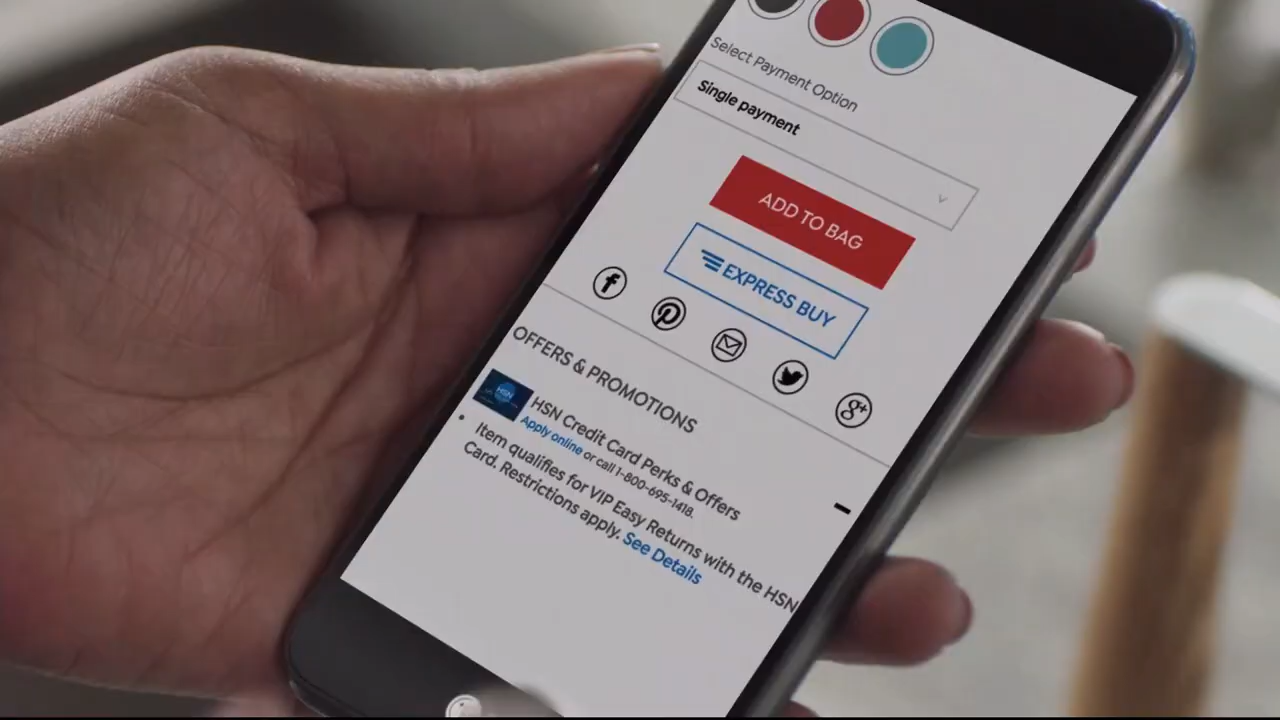 Select Payment Option
Single payment
ADD TO BAG
EXPRESS BUY
OFFERS & PROMOTIONS
HSN
HSN Credit Card Perks & Offers
Apply online or call 1-800-695-1418.
Item qualifies for VIP Easy Returns with the HSN
Card. Restrictions apply. See Details